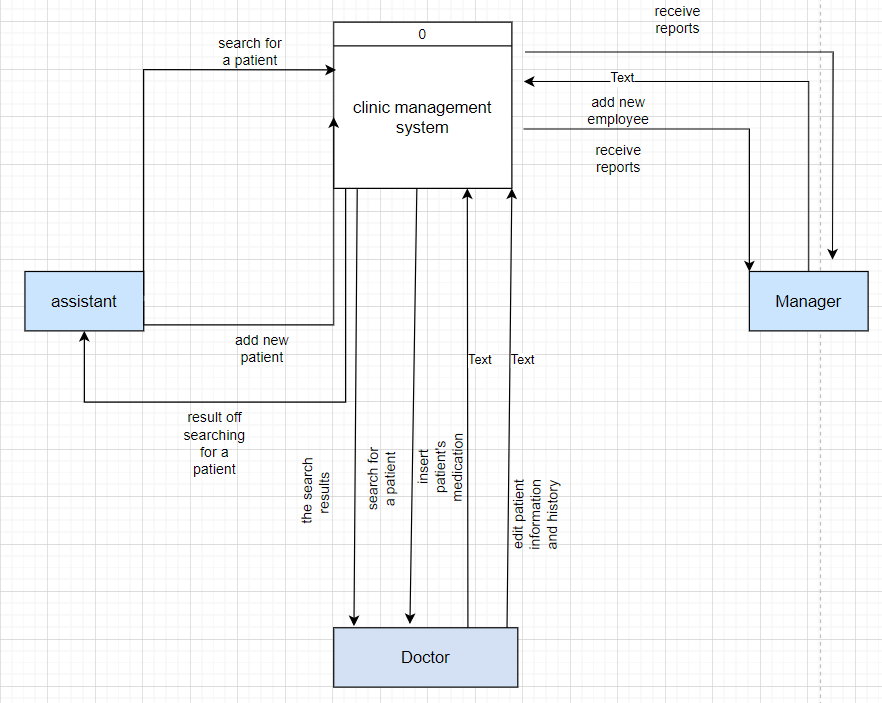 receive
reports
0
search for
a patient
Text
clinic management
system
add new
employee
receive
reports
assistant
Manager
add new
patient
Text
Text
result off
searching
for a
patient
the search
results
search for
a patient
insert
patient's
medication
edit patient
information
and history
Doctor